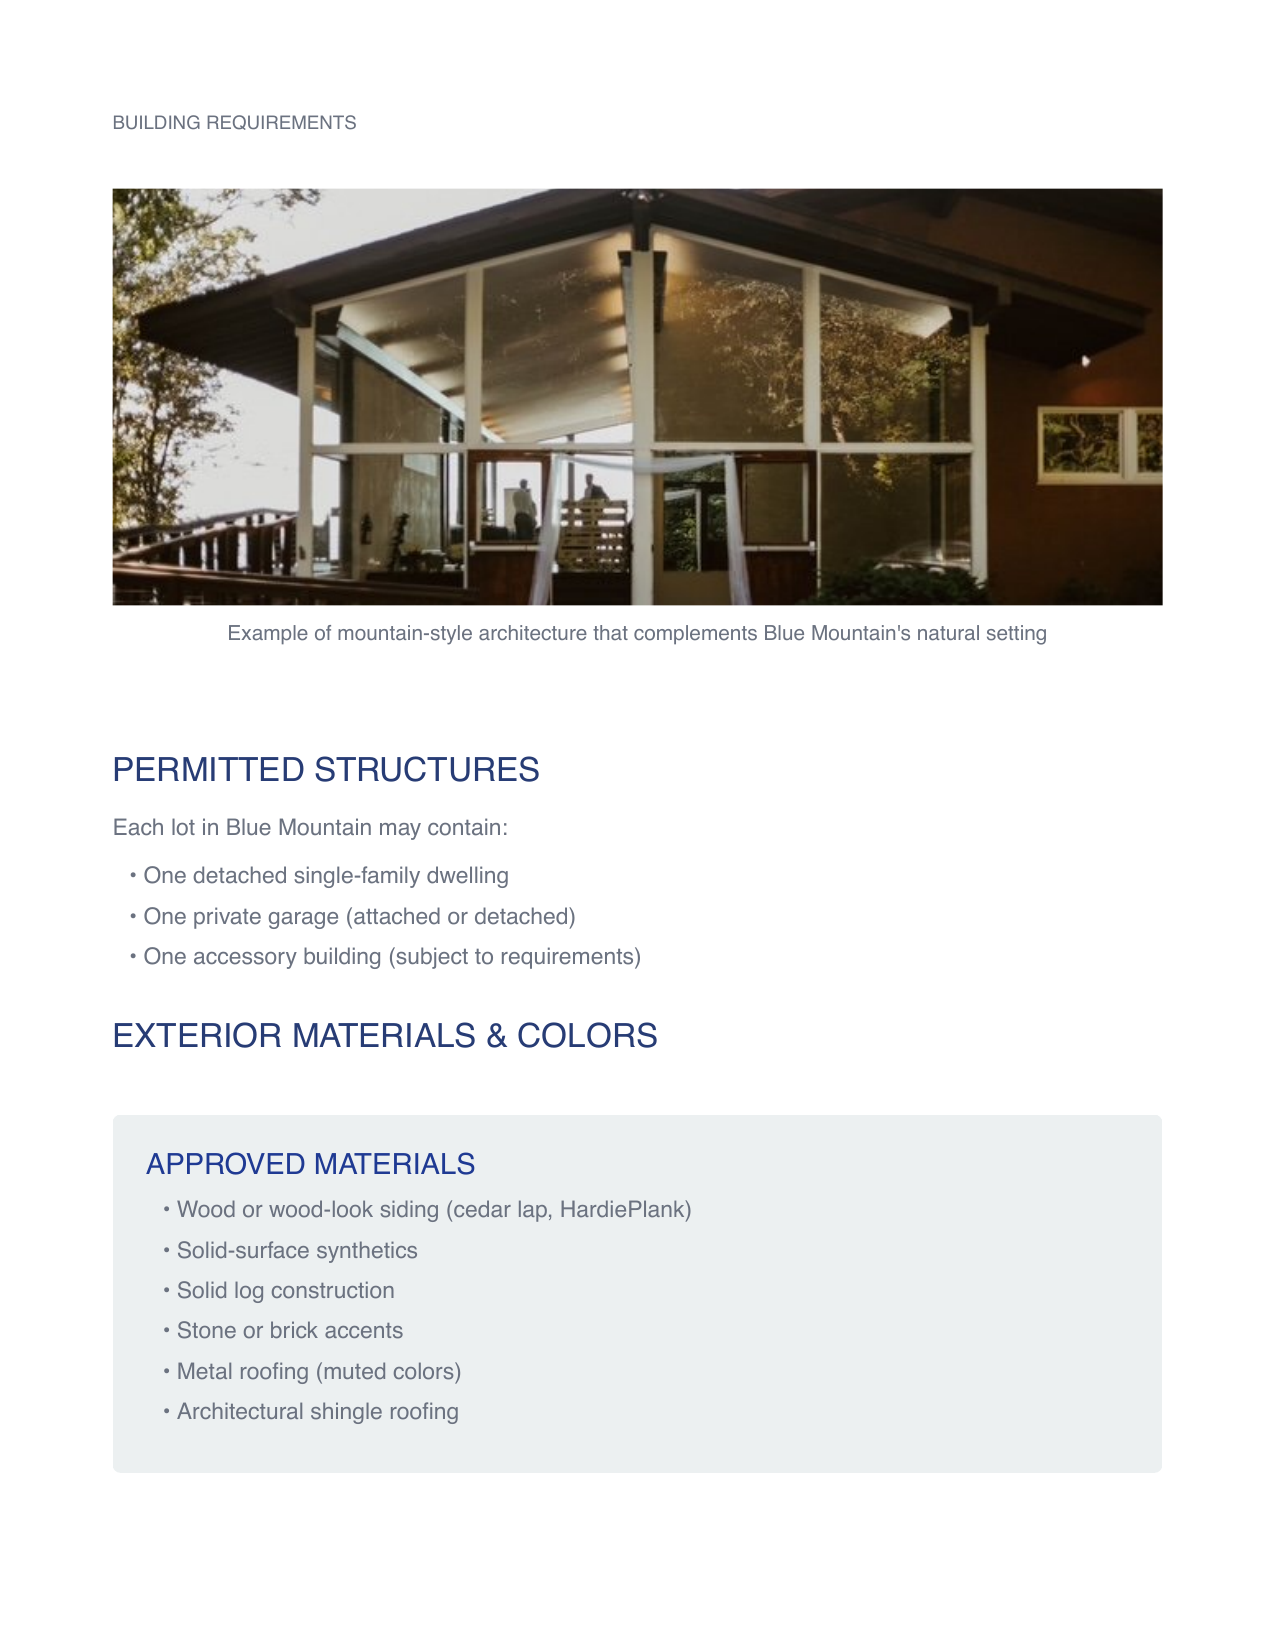 BUILDING REQUIREMENTS
Example of mountain-style architecture that complements Blue Mountain's natural setting
PERMITTED STRUCTURES
Each lot in Blue Mountain may contain:
• One detached single-family dwelling
• One private garage (attached or detached)
• One accessory building (subject to requirements)
EXTERIOR MATERIALS & COLORS
APPROVED MATERIALS
• Wood or wood-look siding (cedar lap, HardiePlank)
• Solid-surface synthetics
• Solid log construction
• Stone or brick accents
• Metal roofing (muted colors)
• Architectural shingle roofing